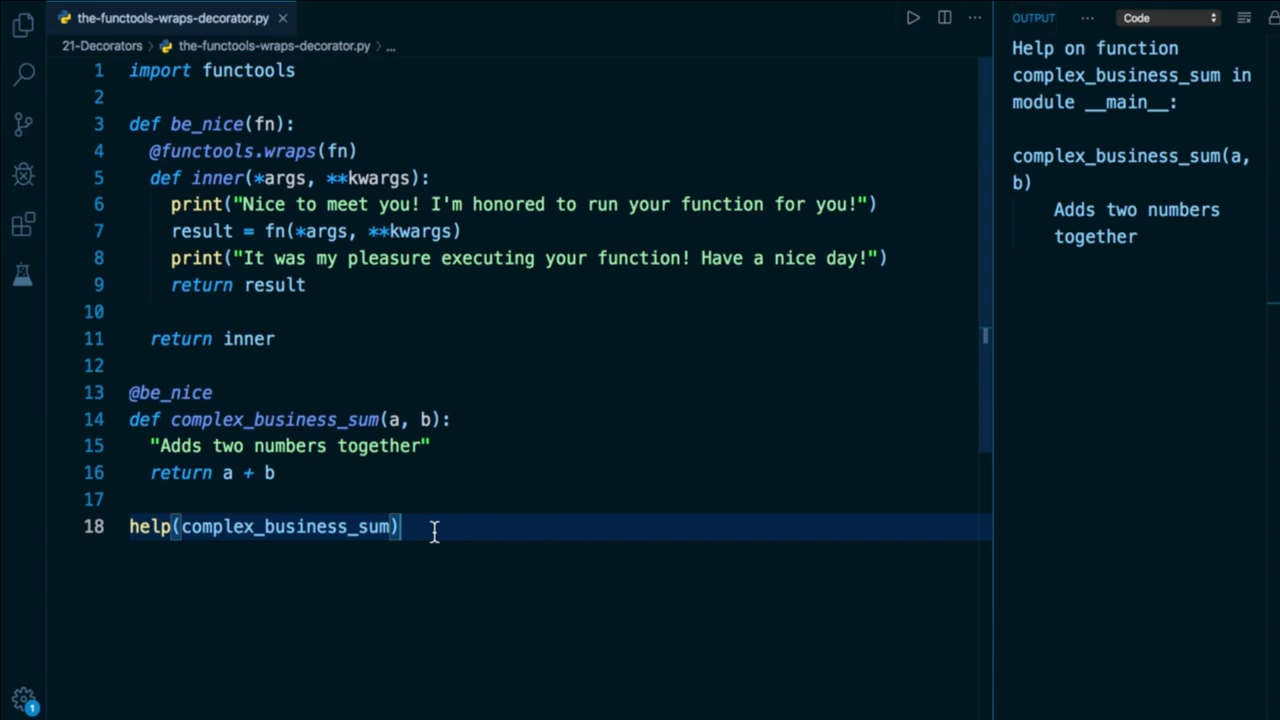 the-functools-wraps-decorator.py
21-Decorators > the-functools-wraps-decorator.py > ...
1 import functools
2
3 def be_nice(fn):
4 @functools.wraps(fn)
5 def inner(*args, **kwargs):
6 print("Nice to meet you! I'm honored to run your function for you!")
7 result = fn(*args, **kwargs)
8 print("It was my pleasure executing your function! Have a nice day!")
9 return result
10
11 return inner
12
13 @be_nice
14 def complex_business_sum(a, b):
15 "Adds two numbers together"
16 return a + b
17
18 help(complex_business_sum)
OUTPUT ... Code
Help on function
complex_business_sum in
module __main__:
complex_business_sum(a,
b)
Adds two numbers
together
1